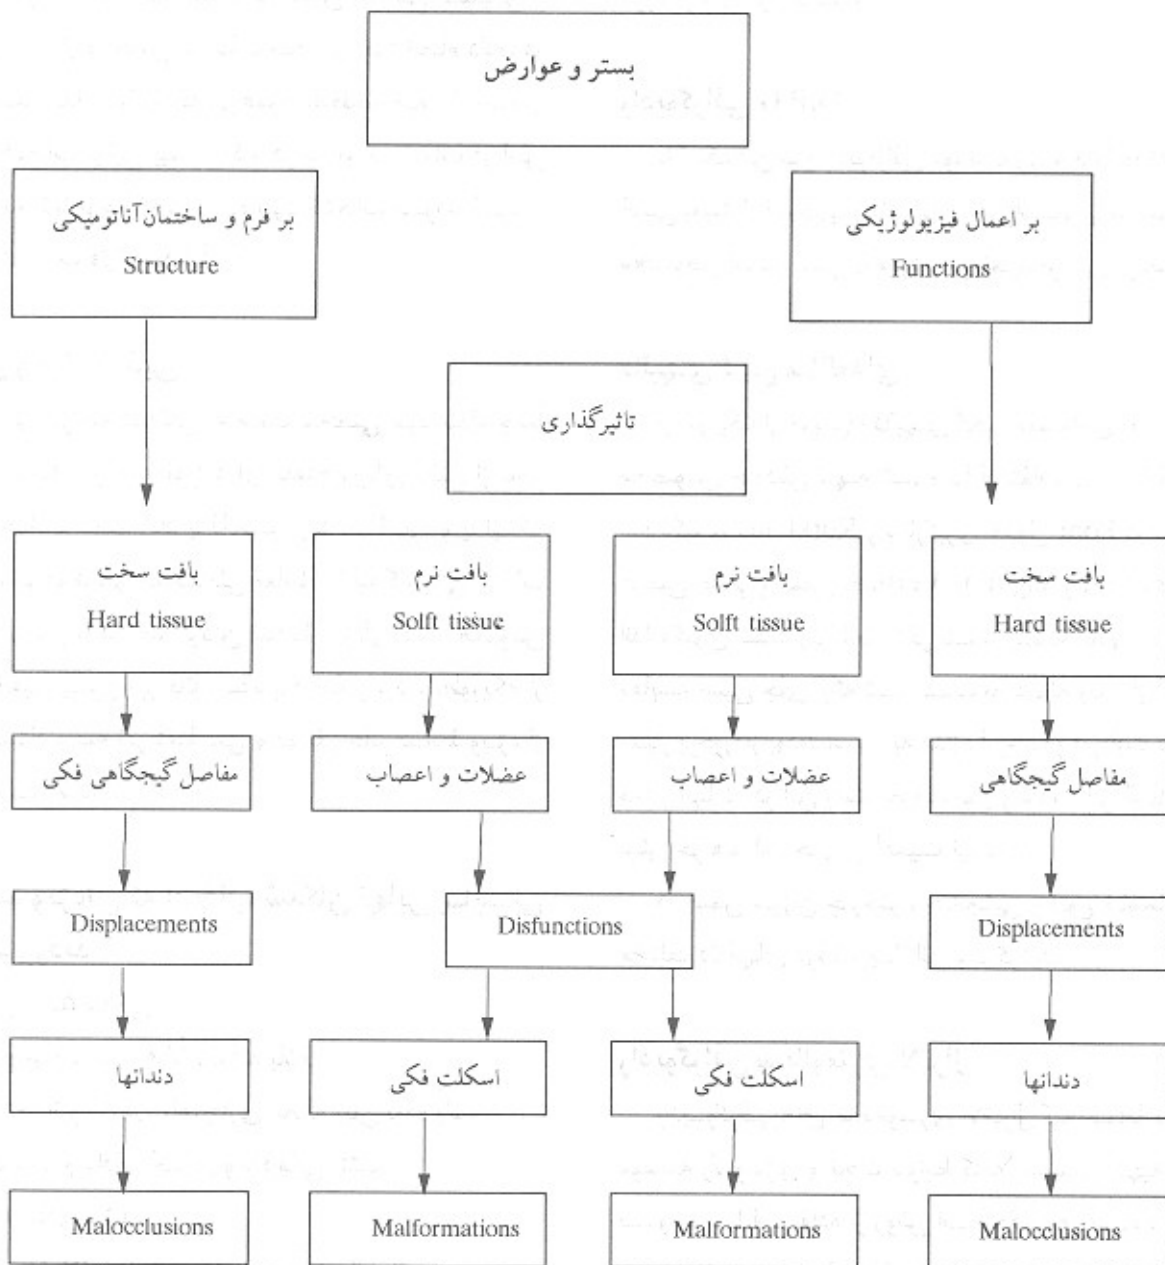 بستر و عوارض
بر فرم و ساختمان آناتومیکی
Structure
بر اعمال فیزیولوژیکی
Functions
تاثیرگذاری
بافت سخت
Hard tissue
بافت نرم
Solft tissue
بافت نرم
Solft tissue
بافت سخت
Hard tissue
مفاصل گیجگاهی فکی
عضلات و اعصاب
عضلات و اعصاب
مفاصل گیجگاهی
Displacements
Disfunctions
Displacements
دندانها
اسکلت فکی
اسکلت فکی
دندانها
Malocclusions
Malformations
Malformations
Malocclusions